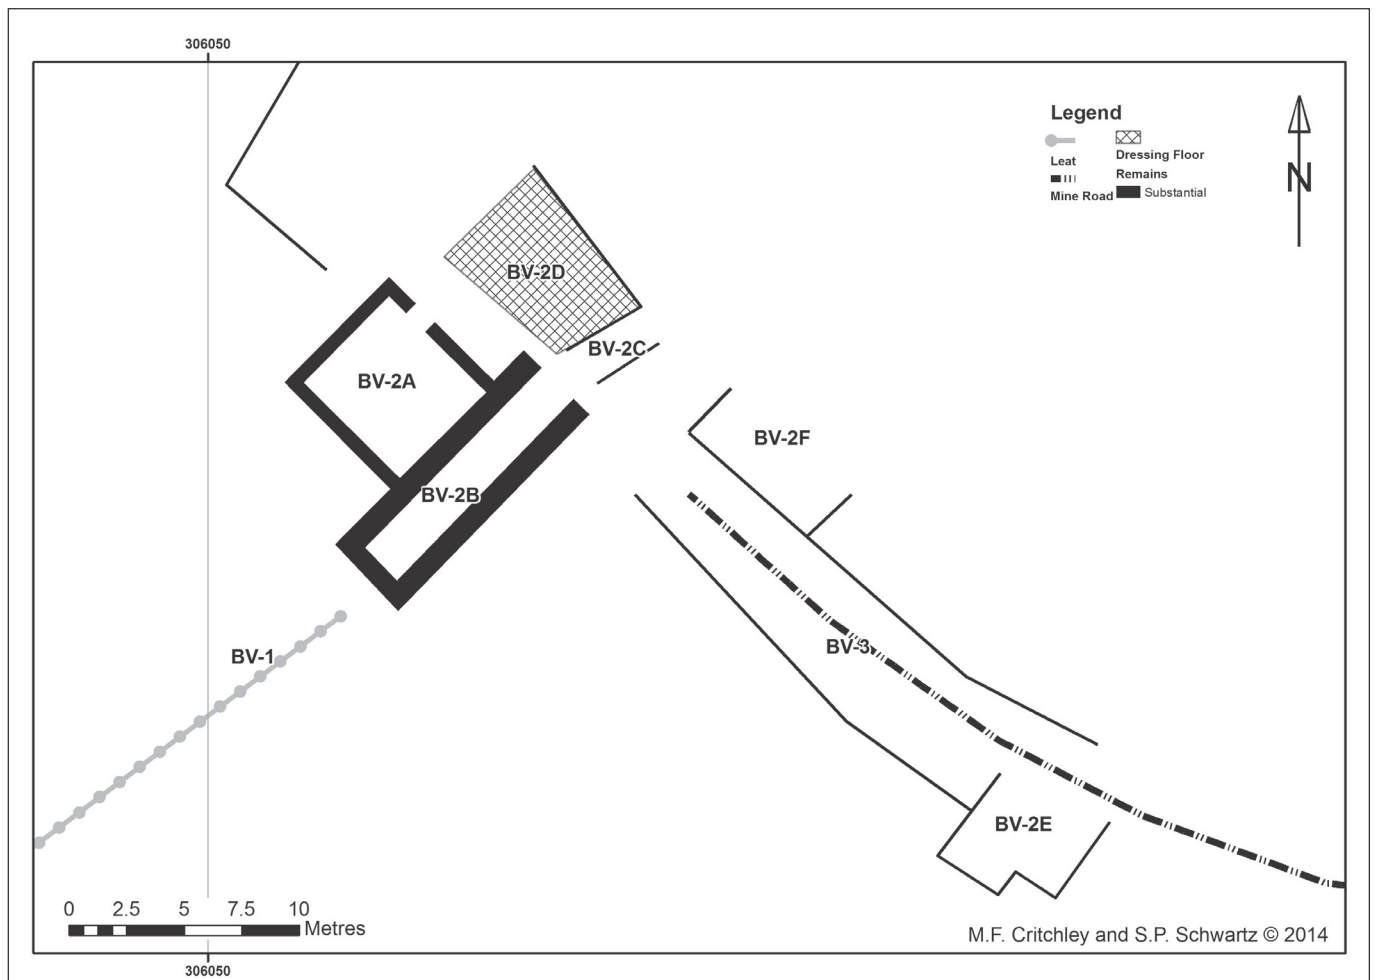 306050
Legend
Leat
Dressing Floor
Remains
Mine Road
Substantial
N
BV-2D
BV-2C
BV-2A
BV-2F
BV-2B
BV-3
BV-1
BV-2E
0 2.5 5 7.5 10
Metres
M.F. Critchley and S.P. Schwartz © 2014
306050